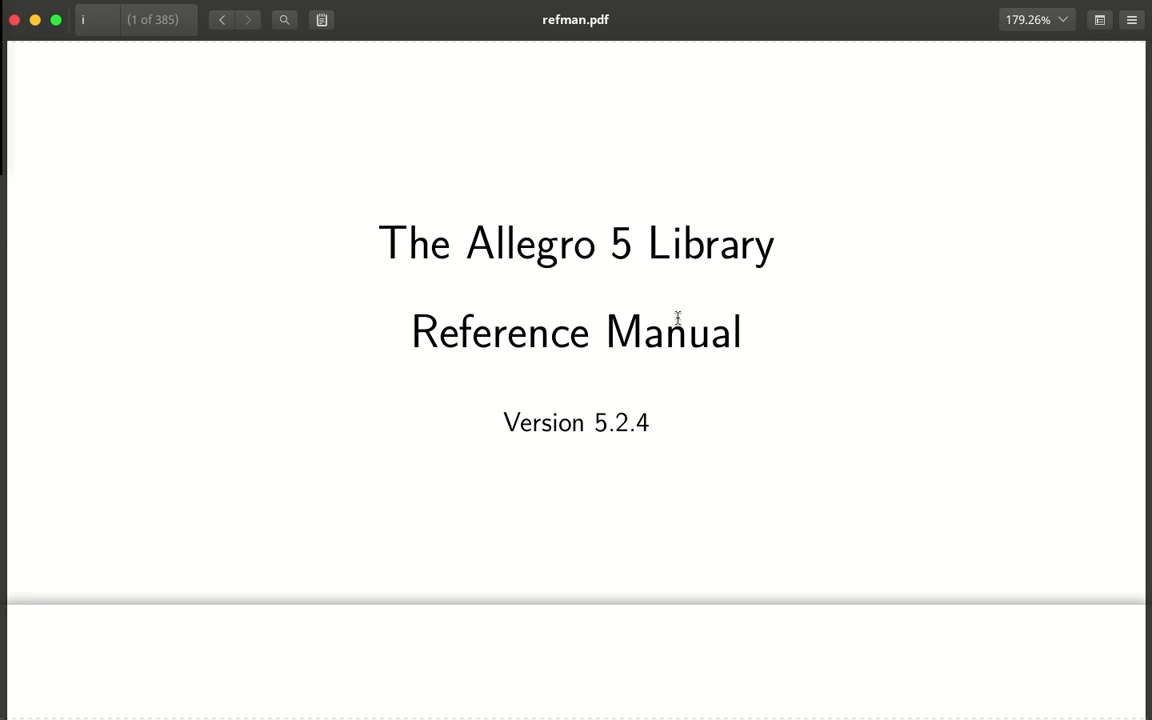 i
(1 of 385)
refman.pdf
179.26%
The Allegro 5 Library
Reference Manual
Version 5.2.4